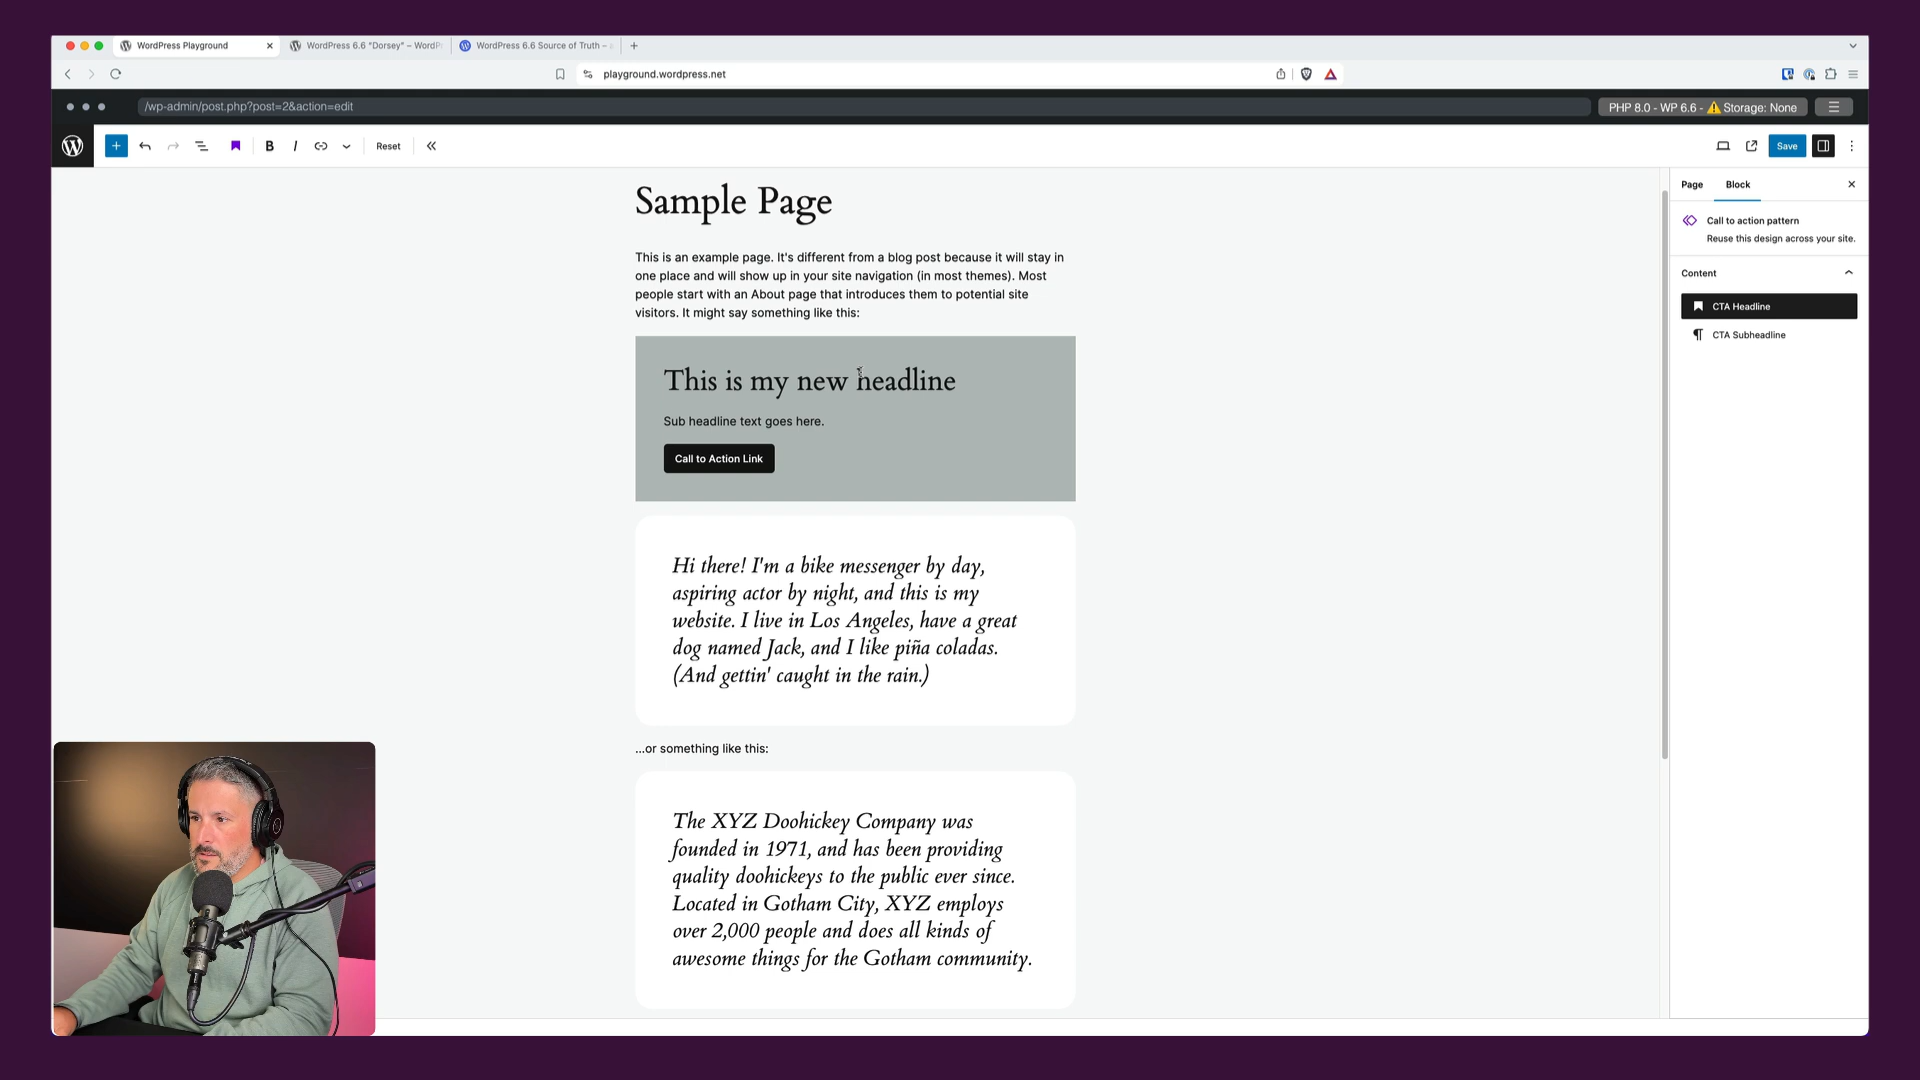 WordPress Playground
WordPress 6.6 "Dorsey" – WordP
WordPress 6.6 Source of Truth –
playground.wordpress.net
/wp-admin/post.php?post=2&action=edit
PHP 8.0 - WP 6.6 - ⚠️ Storage: None
B
I
Reset
Save
Sample Page
This is an example page. It's different from a blog post because it will stay in
one place and will show up in your site navigation (in most themes). Most
people start with an About page that introduces them to potential site
visitors. It might say something like this:
This is my new headline
Sub headline text goes here.
Call to Action Link
Hi there! I'm a bike messenger by day,
aspiring actor by night, and this is my
website. I live in Los Angeles, have a great
dog named Jack, and I like piña coladas.
(And gettin' caught in the rain.)
...or something like this:
The XYZ Doohickey Company was
founded in 1971, and has been providing
quality doohickeys to the public ever since.
Located in Gotham City, XYZ employs
over 2,000 people and does all kinds of
awesome things for the Gotham community.
Page
Block
Call to action pattern
Reuse this design across your site.
Content
CTA Headline
CTA Subheadline